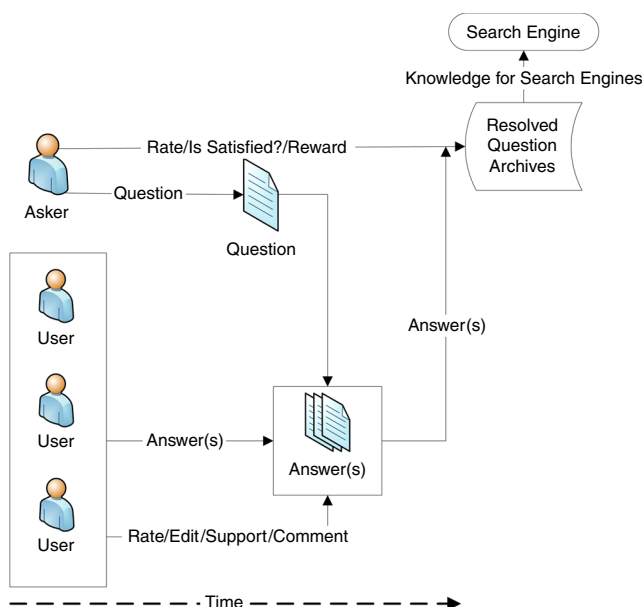 Search Engine
Knowledge for Search Engines
Resolved
Question
Archives
Rate/Is Satisfied?/Reward
Asker
Question
Question
User
Answer(s)
User
Answer(s)
Answer(s)
User
Rate/Edit/Support/Comment
Time